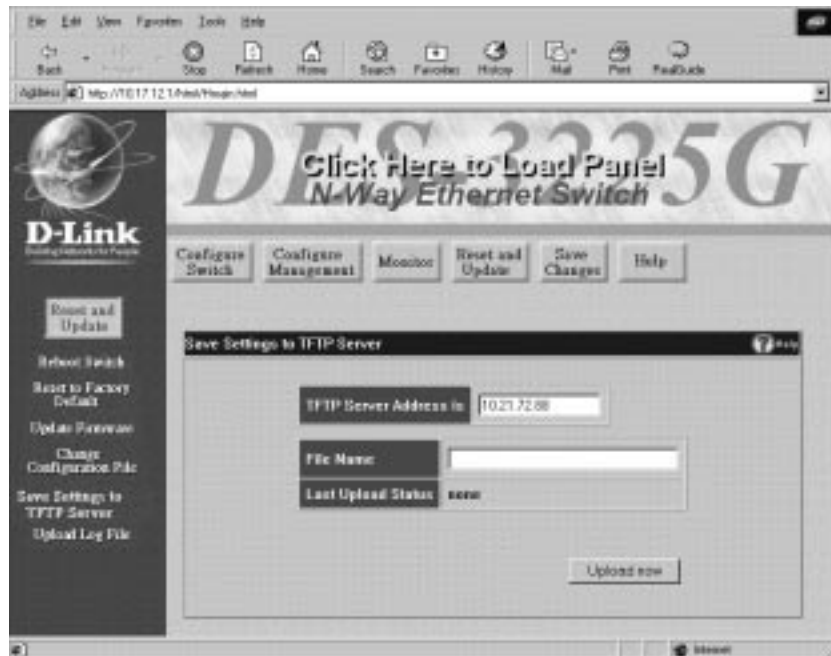 File Edit View Favorites Tools Help
Back Stop Refresh Home Search Favorites History Mail Print RealGuide
Address
DES-3225G
Click Here to Load Panel
N-Way Ethernet Switch
D-Link
Building Networks for People
Configure Switch
Configure Management
Monitor
Reset and Update
Save Changes
Help
Reset and Update
Reboot Switch
Reset to Factory Default
Update Firmware
Change Configuration File
Save Settings to TFTP Server
Upload Log File
Save Settings to TFTP Server
Help
TFTP Server Address is 10.21.72.88
File Name
Last Upload Status none
Upload now
Internet